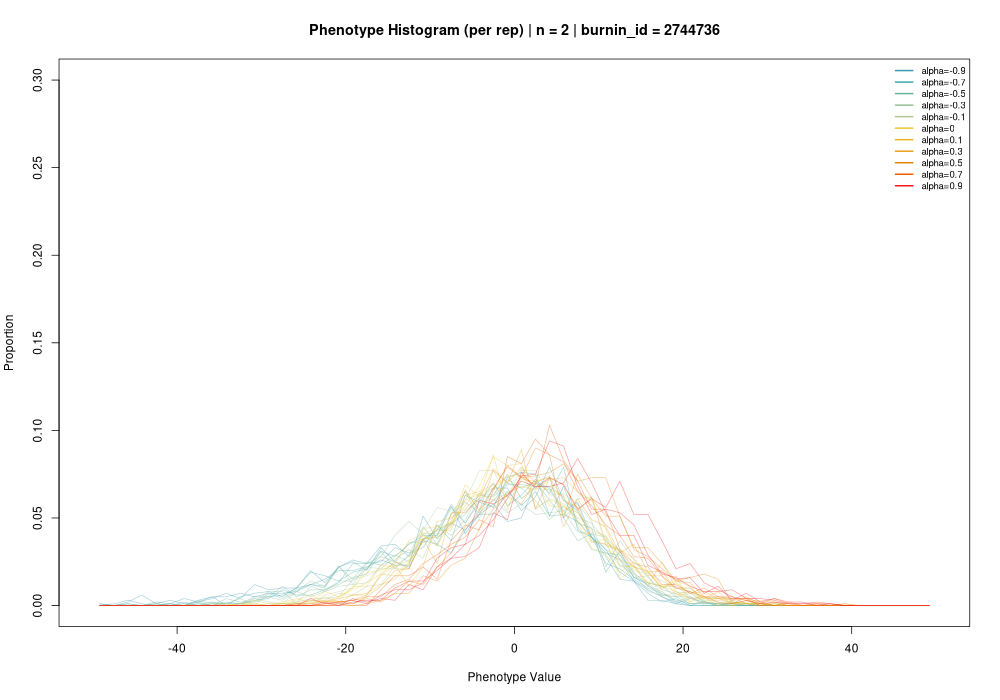 Phenotype Histogram (per rep) | n = 2 | burnin_id = 2744736
alpha=-0.9
alpha=-0.7
alpha=-0.5
alpha=-0.3
alpha=-0.1
alpha=0
alpha=0.1
alpha=0.3
alpha=0.5
alpha=0.7
alpha=0.9
Proportion
0.30
0.25
0.20
0.15
0.10
0.05
0.00
-40 -20 0 20 40
Phenotype Value